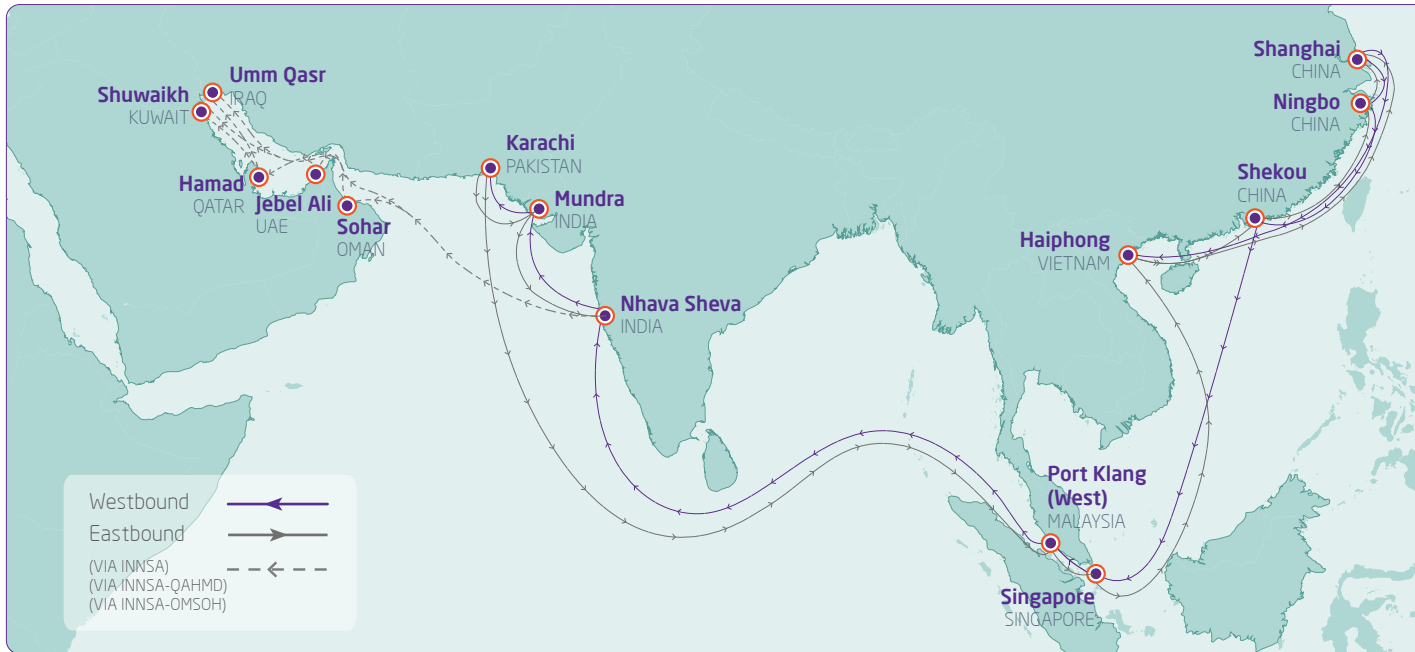 Umm Qasr
IRAQ
Shuwaikh
KUWAIT
Hamad
QATAR
Jebel Ali
UAE
Sohar
OMAN
Karachi
PAKISTAN
Mundra
INDIA
Nhava Sheva
INDIA
Shanghai
CHINA
Ningbo
CHINA
Shekou
CHINA
Haiphong
VIETNAM
Port Klang
(West)
MALAYSIA
Singapore
SINGAPORE
Westbound
Eastbound
(VIA INNSA)
(VIA INNSA-QAHMD)
(VIA INNSA-OMSOH)